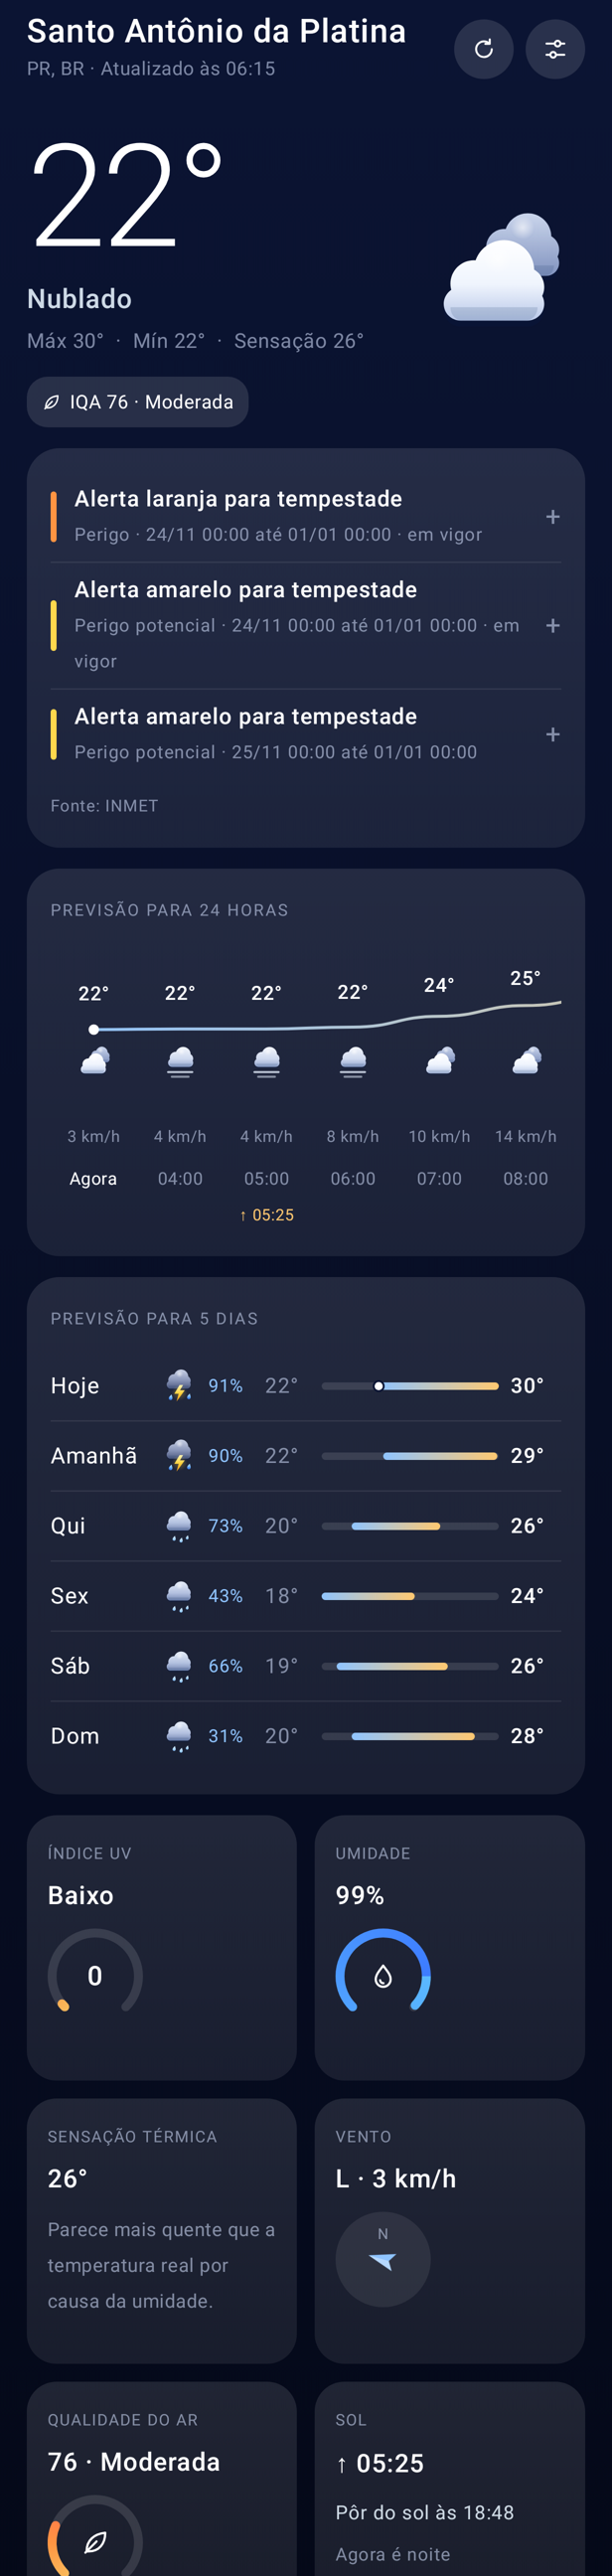 Santo Antônio da Platina
PR, BR · Atualizado às 06:15
22°
Nublado
Máx 30° · Mín 22° · Sensação 26°
IQA 76 · Moderada
Alerta laranja para tempestade
Perigo · 24/11 00:00 até 01/01 00:00 · em vigor
+
Alerta amarelo para tempestade
Perigo potencial · 24/11 00:00 até 01/01 00:00 · em
vigor
+
Alerta amarelo para tempestade
Perigo potencial · 25/11 00:00 até 01/01 00:00
+
Fonte: INMET
PREVISÃO PARA 24 HORAS
22° 22° 22° 22° 24° 25°
3 km/h 4 km/h 4 km/h 8 km/h 10 km/h 14 km/h
Agora 04:00 05:00 06:00 07:00 08:00
↑ 05:25
PREVISÃO PARA 5 DIAS
Hoje 91% 22° 30°
Amanhã 90% 22° 29°
Qui 73% 20° 26°
Sex 43% 18° 24°
Sáb 66% 19° 26°
Dom 31% 20° 28°
ÍNDICE UV
Baixo
0
UMIDADE
99%
SENSAÇÃO TÉRMICA
26°
Parece mais quente que a
temperatura real por
causa da umidade.
VENTO
L · 3 km/h
N
QUALIDADE DO AR
76 · Moderada
SOL
↑ 05:25
Pôr do sol às 18:48
Agora é noite